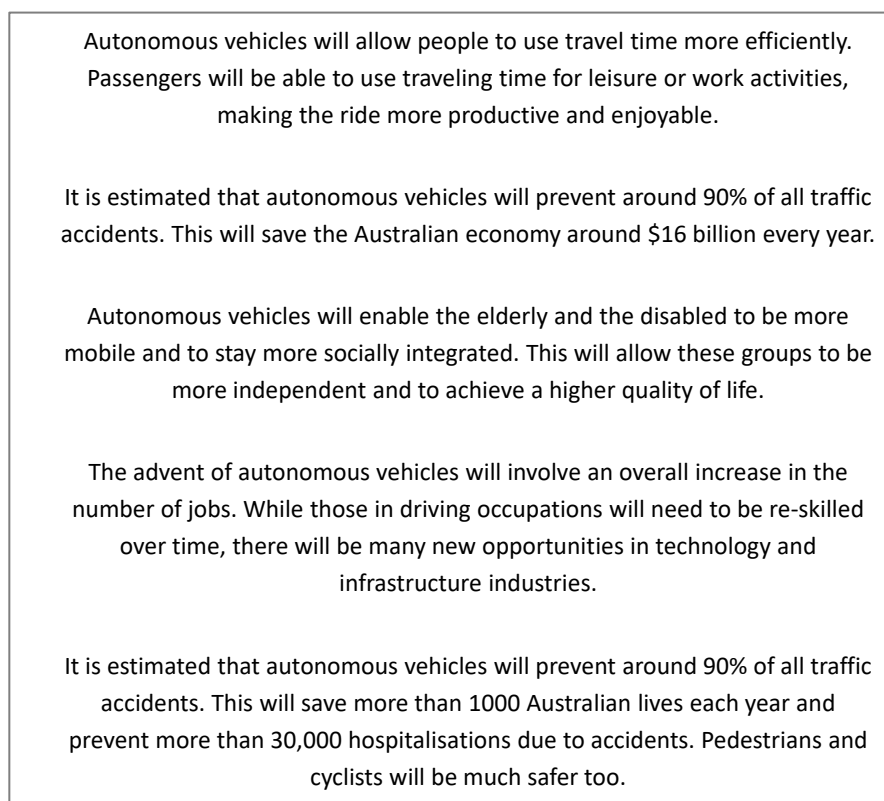 Autonomous vehicles will allow people to use travel time more efficiently.
Passengers will be able to use traveling time for leisure or work activities,
making the ride more productive and enjoyable.
It is estimated that autonomous vehicles will prevent around 90% of all traffic
accidents. This will save the Australian economy around $16 billion every year.
Autonomous vehicles will enable the elderly and the disabled to be more
mobile and to stay more socially integrated. This will allow these groups to be
more independent and to achieve a higher quality of life.
The advent of autonomous vehicles will involve an overall increase in the
number of jobs. While those in driving occupations will need to be re-skilled
over time, there will be many new opportunities in technology and
infrastructure industries.
It is estimated that autonomous vehicles will prevent around 90% of all traffic
accidents. This will save more than 1000 Australian lives each year and
prevent more than 30,000 hospitalisations due to accidents. Pedestrians and
cyclists will be much safer too.